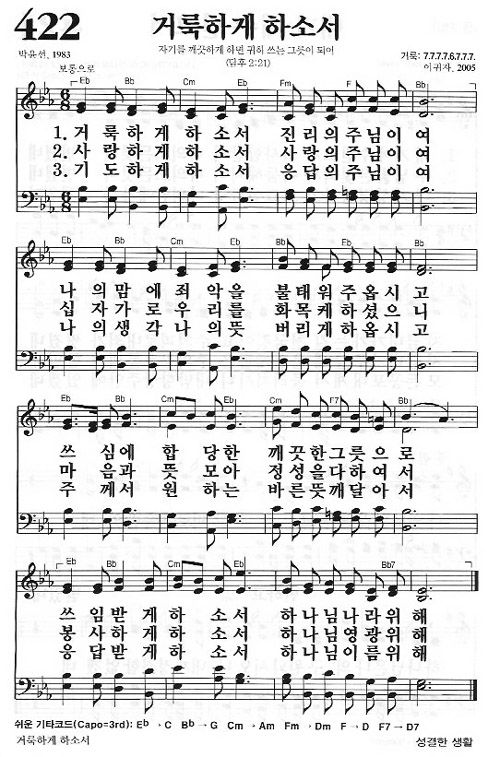 422
거룩하게 하소서
자기를 깨끗하게 하면 귀히 쓰는 그릇이 되어
(딤후 2:21)
박윤선, 1983
거룩: 7.7.7.7.6.7.7.7.
이귀자, 2005
보통으로
Eb Bb Cm Eb Fm F Bb
1. 거 룩 하 게 하 소 서 진 리 의 주 님 이 여
2. 사 랑 하 게 하 소 서 사 랑 의 주 님 이 여
3. 기 도 하 게 하 소 서 응 답 의 주 님 이 여
Eb Bb Cm Eb Bb Eb Bb
나 의 맘 에 죄 악 을 불 태 워 주 옵 시 고
십 자 가 로 우 리 를 화 목 케 하 셨 으 니
나 의 생 각 나 의 뜻 버 리 게 하 옵 시 고
Eb Bb Cm Eb Cm F7 Bb
쓰 심 에 합 당 한 깨 끗 한 그 릇 으 로
마 음 과 뜻 모 아 정 성 을 다 하 여 서
주 께 서 원 하 는 바 른 뜻 깨 달 아 서
Eb Fm Eb Bb Eb Bb7
쓰 임 받 게 하 소 서 하 나 님 나 라 위 해
봉 사 하 게 하 소 서 하 나 님 영 광 위 해
응 답 받 게 하 소 서 하 나 님 이 름 위 해
쉬운 기타코드(Capo=3rd): Eb → C Bb → G Cm → Am Fm → Dm F → D F7 → D7
거룩하게 하소서
성결한 생활